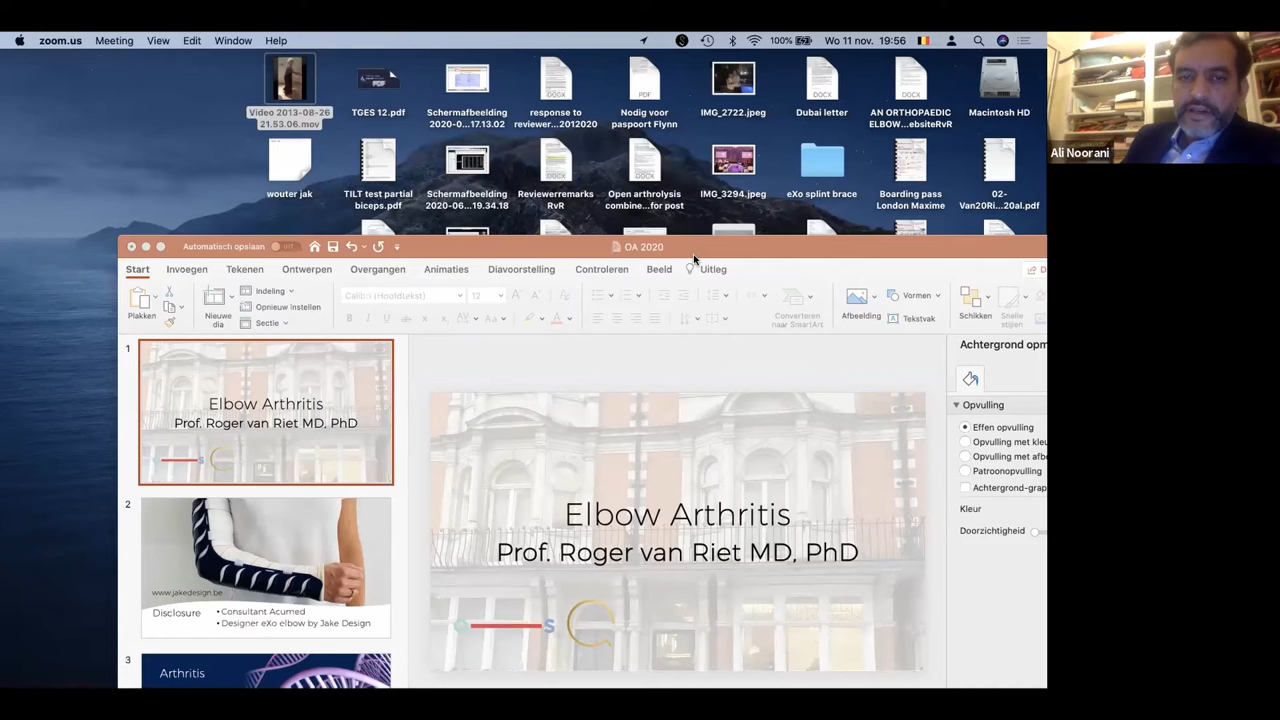 zoom.us Meeting View Edit Window Help 100% Wo 11 nov. 19:56
Video 2013-08-26
21.53.06.mov
TGES 12.pdf
Schermafbeelding
2020-0...17.13.02
response to
reviewer...2012020
Nodig voor
paspoort Flynn
IMG_2722.jpeg
Dubai letter
AN ORTHOPAEDIC
ELBOW...ebsiteRvR
Macintosh HD
Ali Noorani
wouter jak
TILT test partial
biceps.pdf
Schermafbeelding
2020-06...19.34.18
Reviewerremarks
RvR
Open arthrolysis
combine...for post
IMG_3294.jpeg
eXo splint brace
Boarding pass
London Maxime
02-
Van20Ri...20al.pdf
Automatisch opslaan UIT OA 2020
Start Invoegen Tekenen Ontwerpen Overgangen Animaties Diavoorstelling Controleren Beeld Uitleg
Plakken
Nieuwe
dia
Indeling
Opnieuw instellen
Sectie
Calibri (Hoofdtekst) 12
Converteren
naar SmartArt
Afbeelding
Vormen
Tekstvak
Schikken
Snelle
stijlen
1
Elbow Arthritis
Prof. Roger van Riet MD, PhD
2
www.jakedesign.be
Disclosure
• Consultant Acumed
• Designer eXo elbow by Jake Design
3
Arthritis
Elbow Arthritis
Prof. Roger van Riet MD, PhD
Achtergrond opm
Opvulling
Effen opvulling
Opvulling met kleu
Opvulling met afbe
Patroonopvulling
Achtergrond-grap
Kleur
Doorzichtigheid